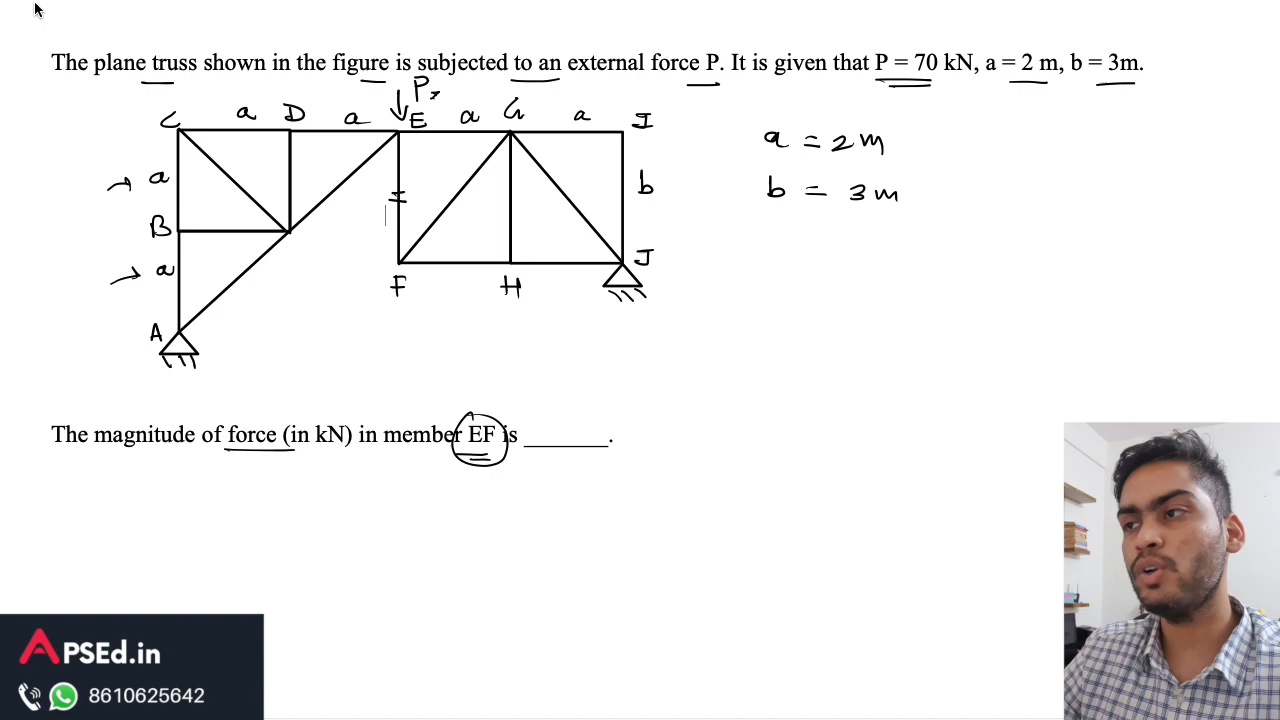 The plane truss shown in the figure is subjected to an external force P. It is given that P = 70 kN, a = 2 m, b = 3m.
P
C a D a E a G a I
a = 2m
a b
b = 3m
B
a J
F H
A
The magnitude of force (in kN) in member EF is _______.
APSEd.in
8610625642